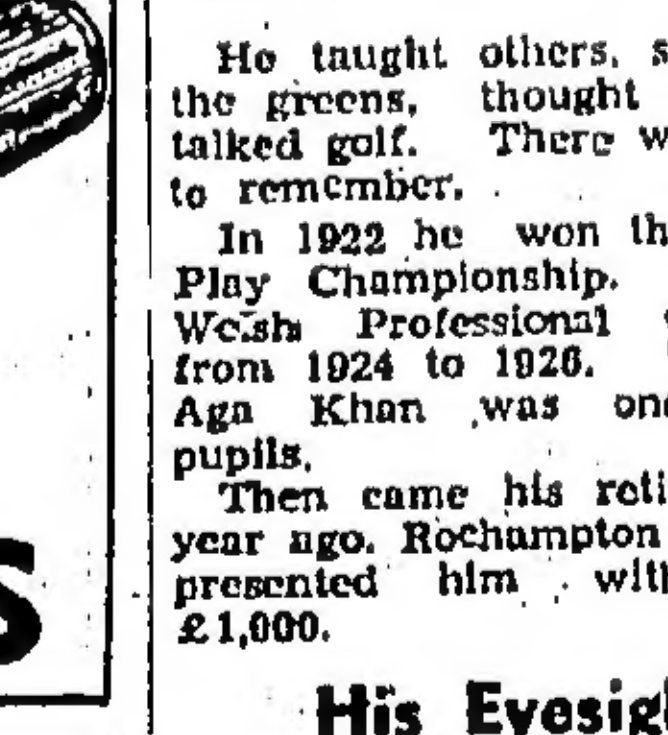 He taught others, s
the greens, thought
talked golf. There w
to remember.
In 1922 he won th
Play Championship.
Welsh Professional
from 1924 to 1926.
Aga Khan was one
pupils.
Then came his reti
year ago. Rochampton
presented him with
£1,000.
His Eyesigh
S